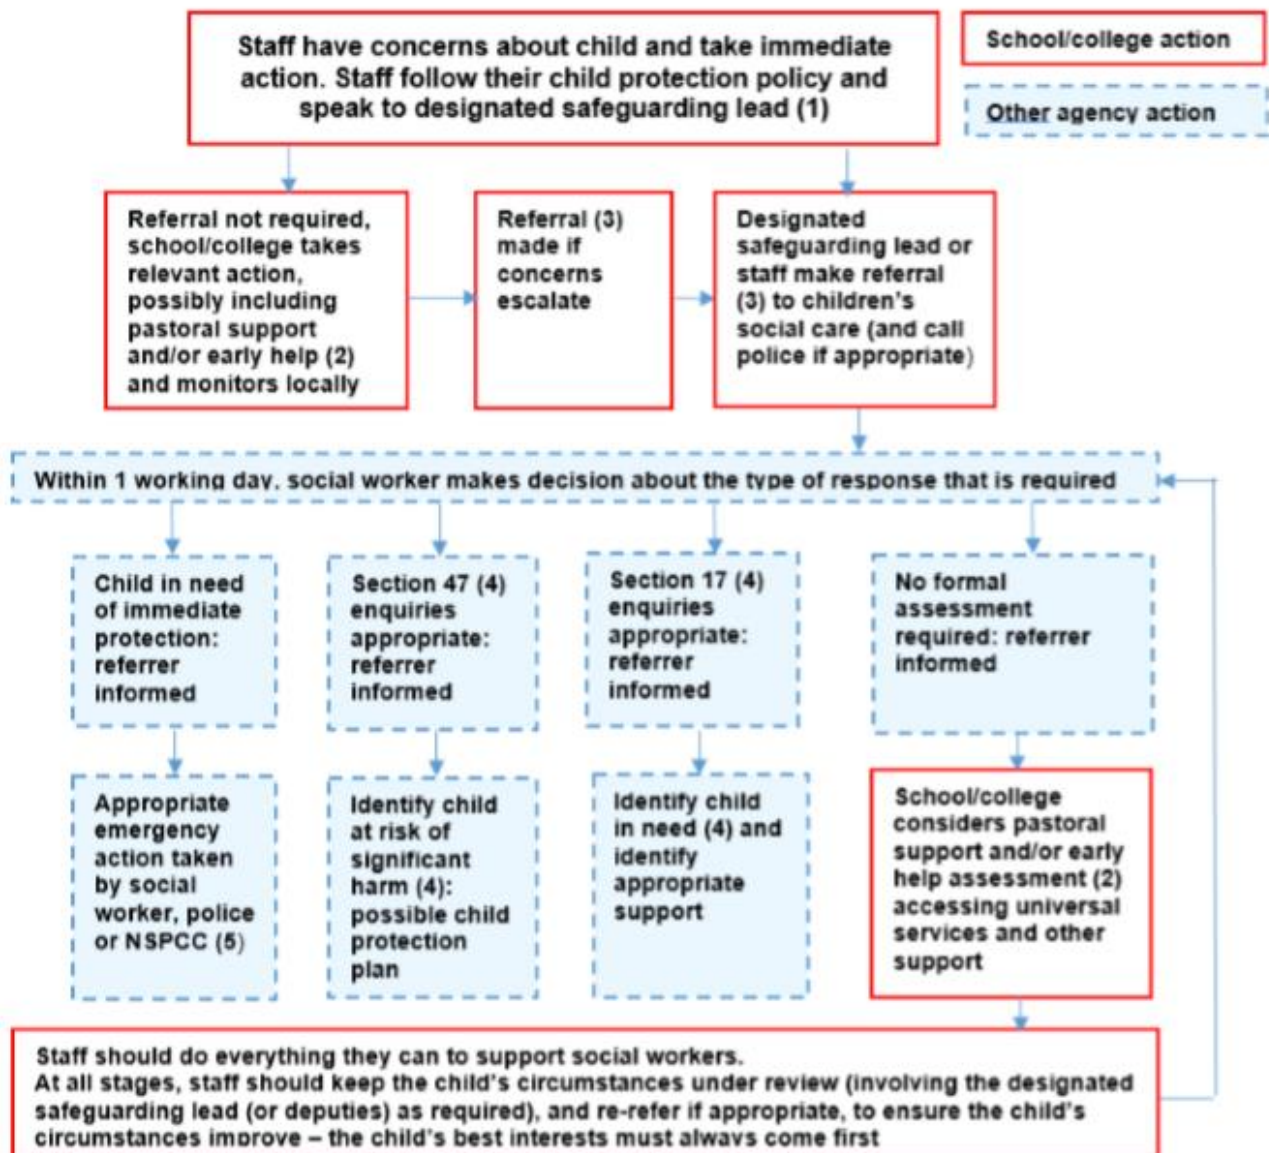 Staff have concerns about child and take immediate
action. Staff follow their child protection policy and
speak to designated safeguarding lead (1)
School/college action
Other agency action
Referral not required,
school/college takes
relevant action,
possibly including
pastoral support
and/or early help (2)
and monitors locally
Referral (3)
made if
concerns
escalate
Designated
safeguarding lead or
staff make referral
(3) to children's
social care (and call
police if appropriate)
Within 1 working day, social worker makes decision about the type of response that is required
Child in need
of immediate
protection:
referrer
informed
Section 47 (4)
enquiries
appropriate:
referrer
informed
Section 17 (4)
enquiries
appropriate:
referrer
informed
No formal
assessment
required: referrer
informed
Appropriate
emergency
action taken
by social
worker, police
or NSPCC (5)
Identify child
at risk of
significant
harm (4):
possible child
protection
plan
Identify child
in need (4) and
identify
appropriate
support
School/college
considers pastoral
support and/or early
help assessment (2)
accessing universal
services and other
support
Staff should do everything they can to support social workers.
At all stages, staff should keep the child's circumstances under review (involving the designated
safeguarding lead (or deputies) as required), and re-refer if appropriate, to ensure the child's
circumstances improve – the child's best interests must always come first